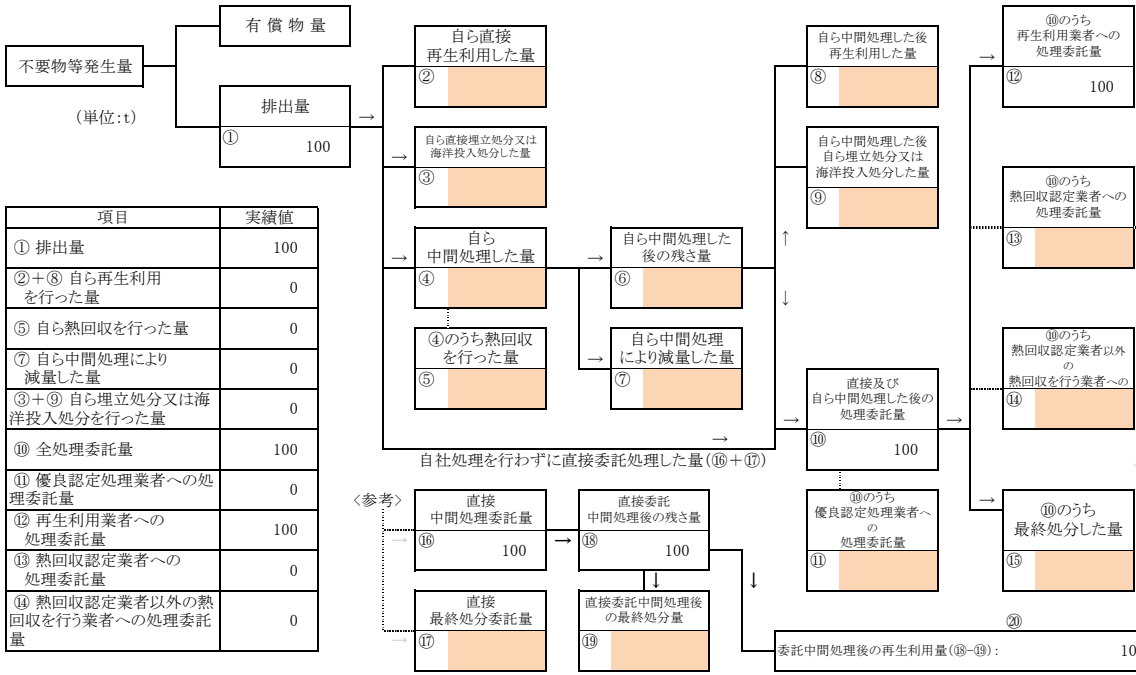 有償物量
不要物等発生量
(単位:t)
排出量
①
100
→
自ら直接
再生利用した量
②
→
自ら直接埋立処分又は
海洋投入処分した量
③
→
自ら
中間処理した量
④
④のうち熱回収
を行った量
⑤
→
自ら中間処理した
後の残さ量
⑥
→
自ら中間処理
により減量した量
⑦
自ら中間処理した後
再生利用した量
⑧
自ら中間処理した後
自ら埋立処分又は
海洋投入処分した量
⑨
↑
↓
→
直接及び
自ら中間処理した後の
処理委託量
⑩
100
→
⑩のうち
優良認定処理業者へ
の
処理委託量
⑪
→
⑩のうち
再生利用業者への
処理委託量
⑫
100
⑩のうち
熱回収認定業者への
処理委託量
⑬
⑩のうち
熱回収認定業者以外
の
熱回収を行う業者への
⑭
→
⑩のうち
最終処分した量
⑮
→
自社処理を行わずに直接委託処理した量(⑯+⑰)
〈参考〉
→
直接
中間処理委託量
⑯
100
→
直接委託
中間処理後の残さ量
⑱
100
↓
↓
→
直接
最終処分委託量
⑰
直接委託中間処理後
の最終処分量
⑲
⑳
委託中間処理後の再生利用量(⑱-⑲):
10
項目 実績値
① 排出量 100
②+⑧ 自ら再生利用
を行った量 0
⑤ 自ら熱回収を行った量 0
⑦ 自ら中間処理により
減量した量 0
③+⑨ 自ら埋立処分又は海
洋投入処分を行った量 0
⑩ 全処理委託量 100
⑪ 優良認定処理業者への処
理委託量 0
⑫ 再生利用業者への
処理委託量 100
⑬ 熱回収認定業者への
処理委託量 0
⑭ 熱回収認定業者以外の熱
回収を行う業者への処理委託
量 0